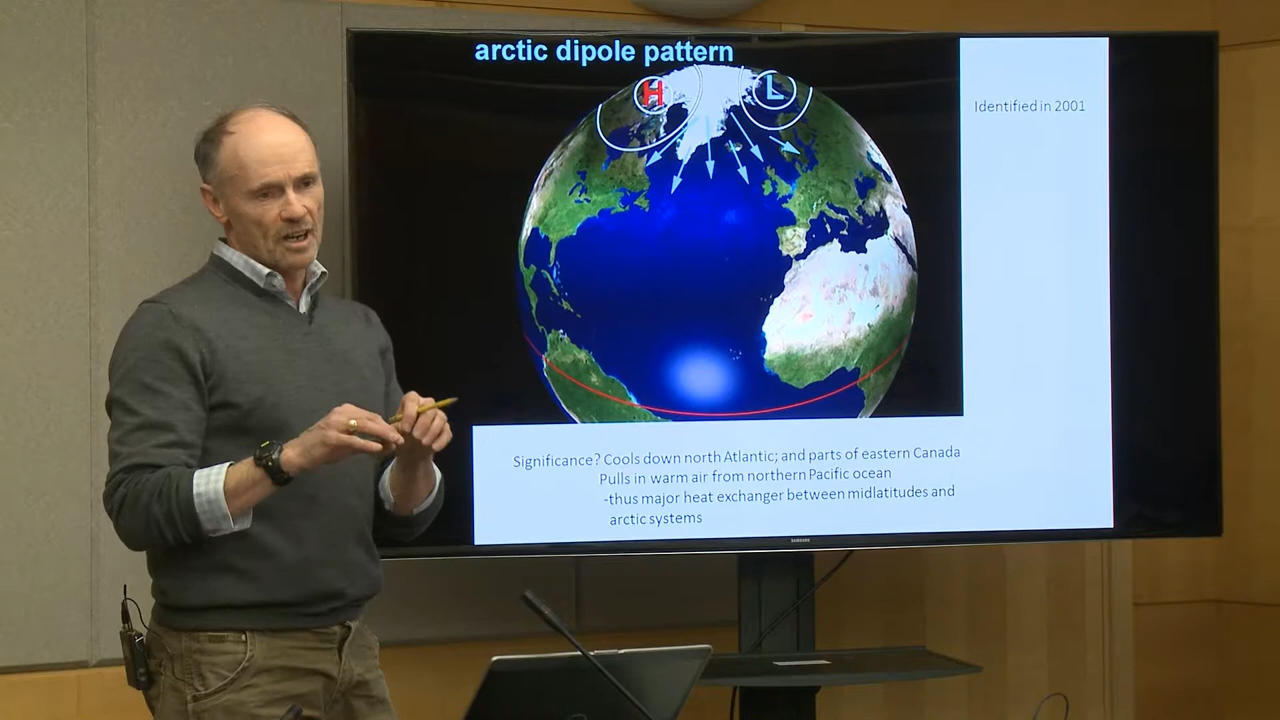 arctic dipole pattern
H
L
Identified in 2001
Significance? Cools down north Atlantic; and parts of eastern Canada
Pulls in warm air from northern Pacific ocean
-thus major heat exchanger between midlatitudes and
arctic systems
SAMSUNG